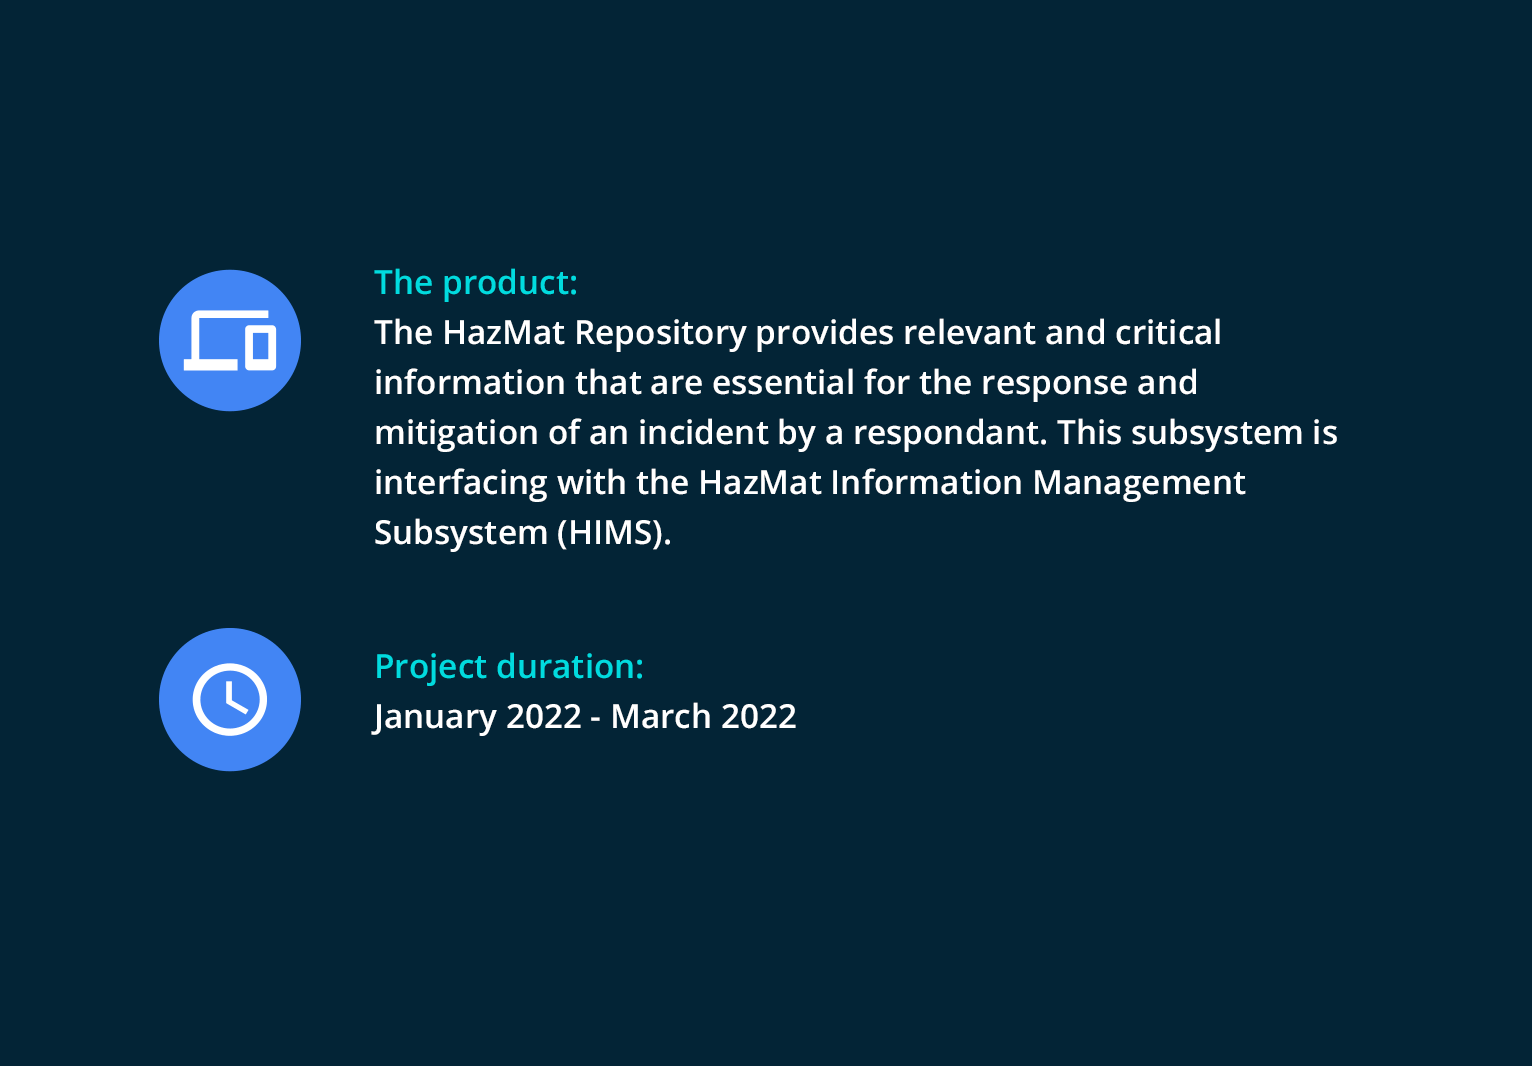 The product:
The HazMat Repository provides relevant and critical
information that are essential for the response and
mitigation of an incident by a respondant. This subsystem is
interfacing with the HazMat Information Management
Subsystem (HIMS).
Project duration:
January 2022 - March 2022